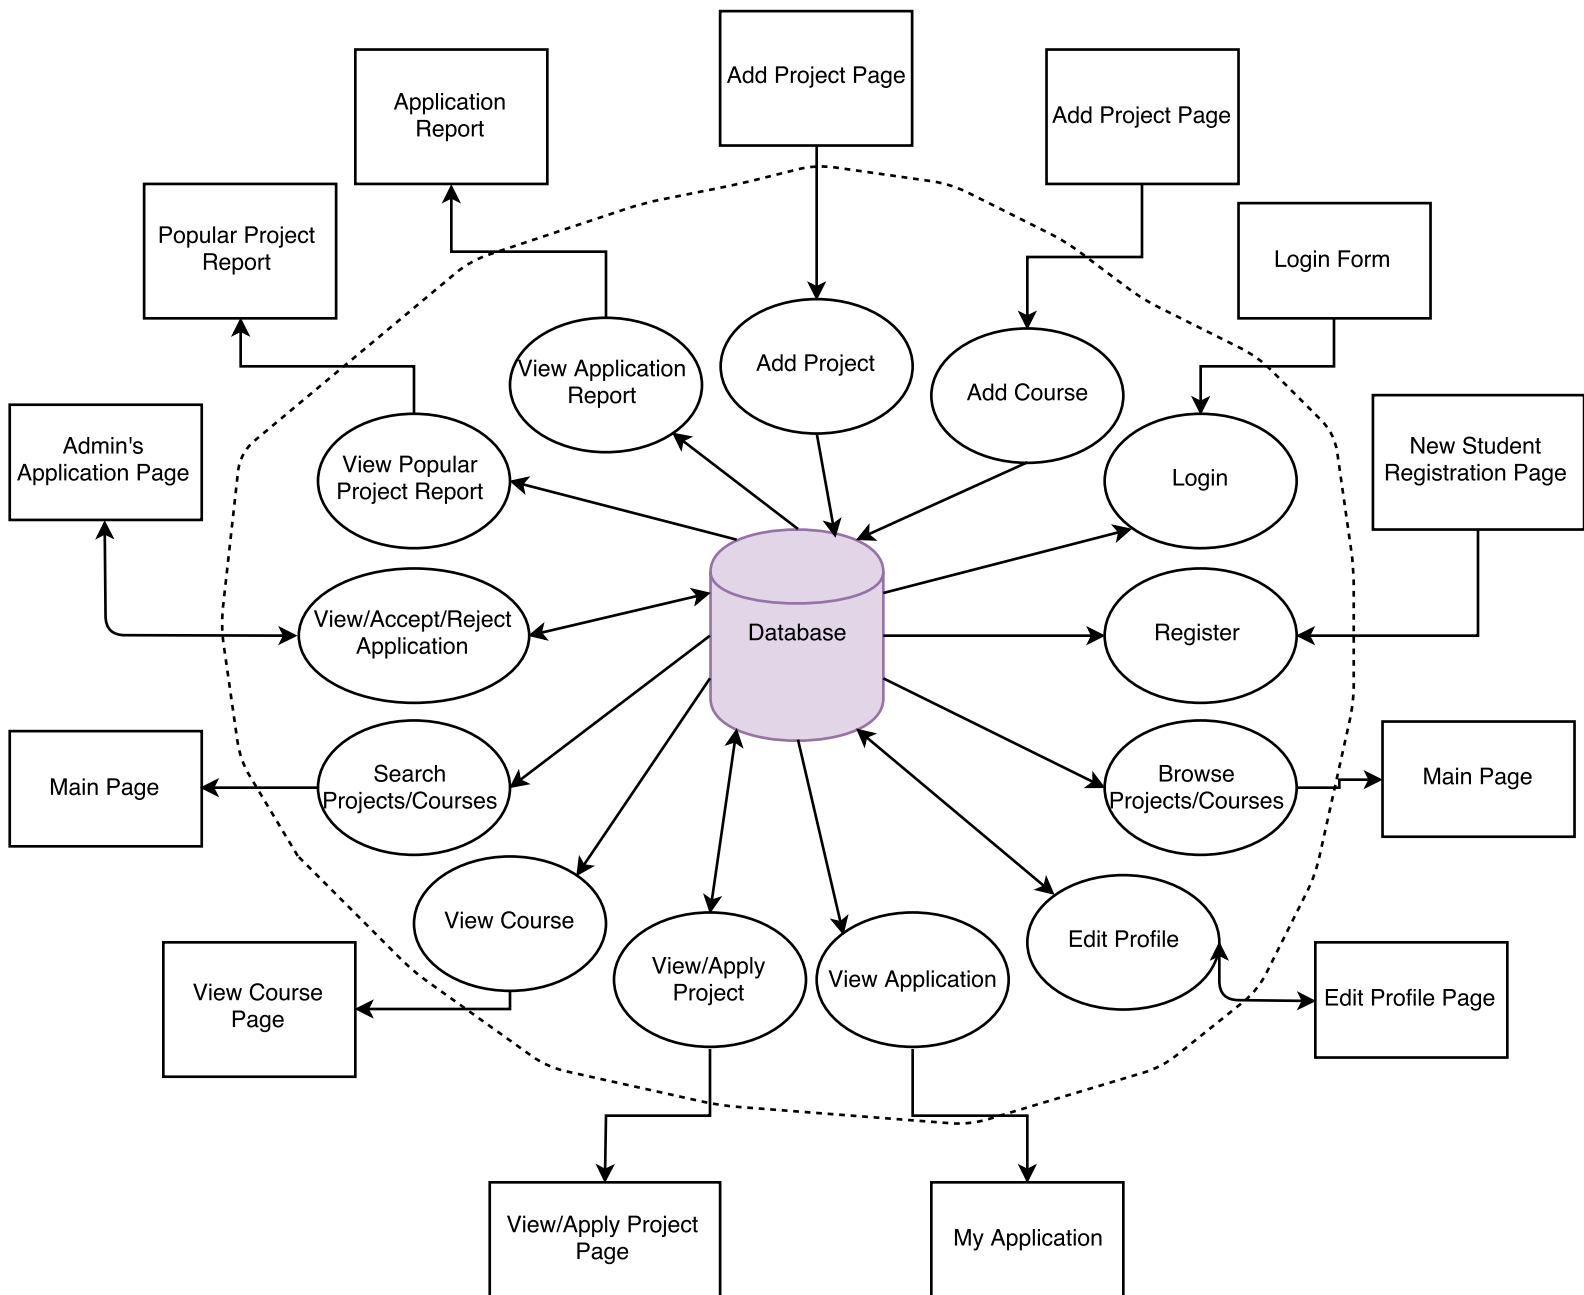 Add Project Page
Application
Report
Add Project Page
Popular Project
Report
Login Form
View Application
Report
Add Project
Add Course
Admin's
Application Page
View Popular
Project Report
Login
New Student
Registration Page
View/Accept/Reject
Application
Database
Register
Main Page
Search
Projects/Courses
Browse
Projects/Courses
Main Page
View Course
View/Apply
Project
View Application
Edit Profile
View Course
Page
Edit Profile Page
View/Apply Project
Page
My Application